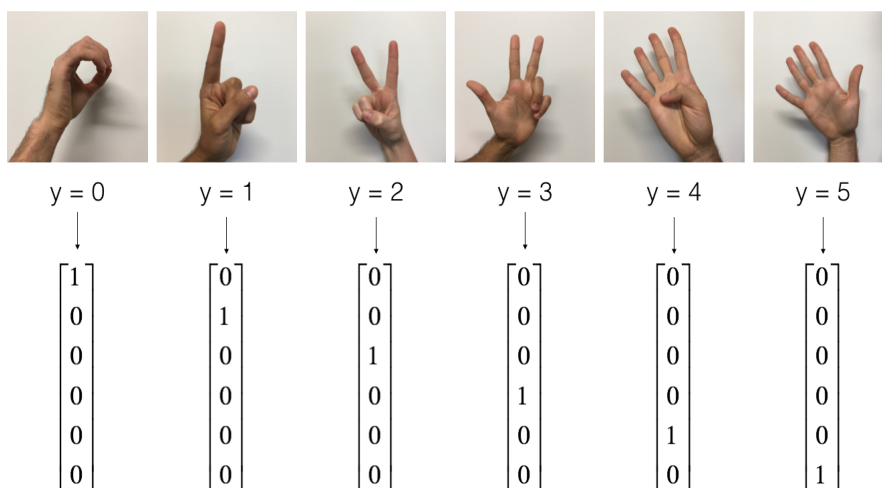 y = 0 y = 1 y = 2 y = 3 y = 4 y = 5
1 0 0 0 0 0
0 1 0 0 0 0
0 0 1 0 0 0
0 0 0 1 0 0
0 0 0 0 1 0
0 0 0 0 0 1